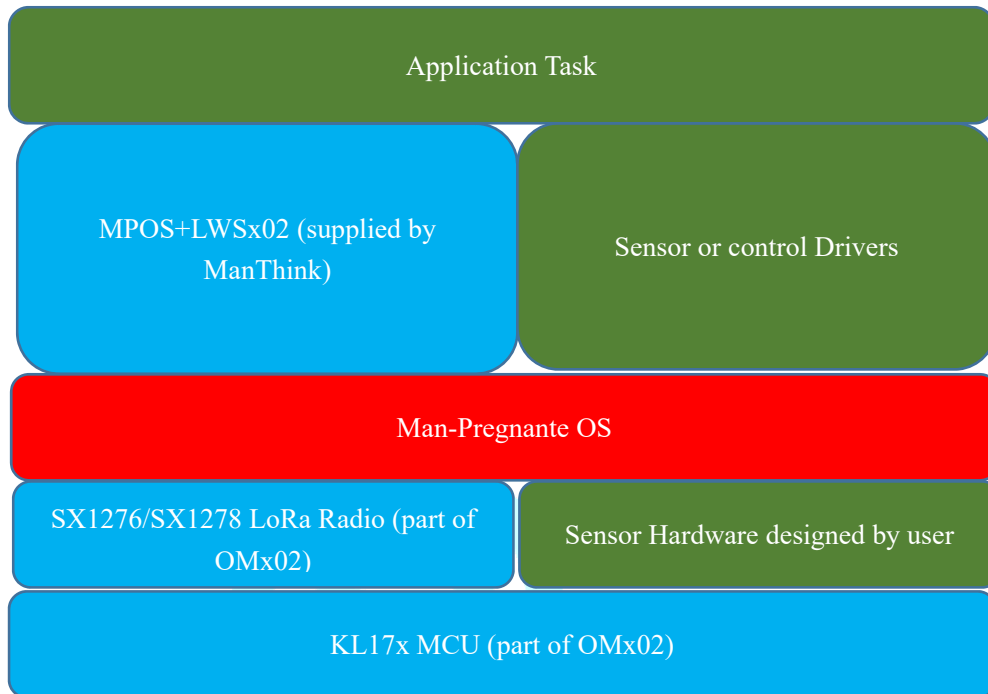 Application Task
MPOS+LWSx02 (supplied by
ManThink)
Sensor or control Drivers
Man-Pregnante OS
SX1276/SX1278 LoRa Radio (part of
OMx02)
Sensor Hardware designed by user
KL17x MCU (part of OMx02)